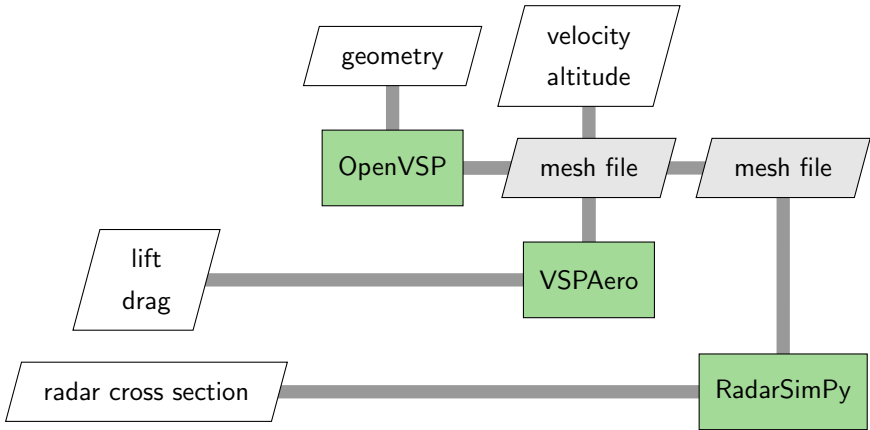 geometry
velocity
altitude
OpenVSP
mesh file
mesh file
lift
drag
VSPAero
radar cross section
RadarSimPy